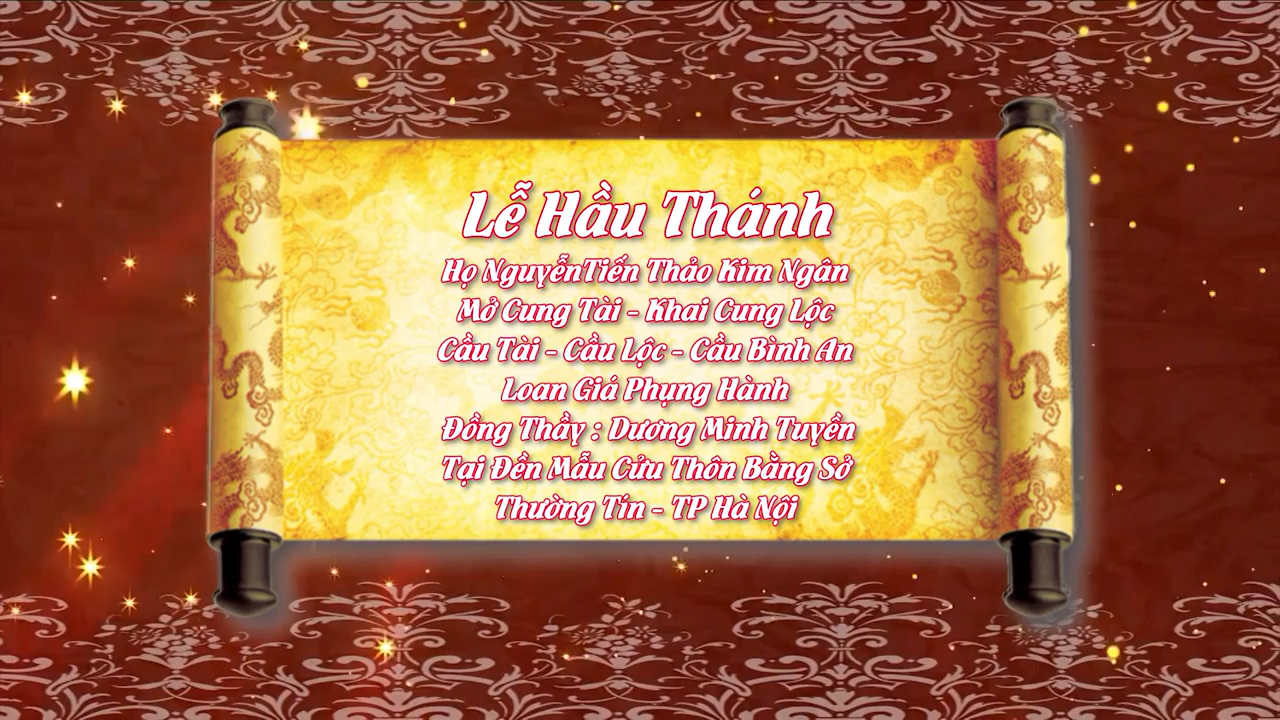 Lễ Hầu Thánh
Họ NguyễnTiến Thảo Kim Ngân
Mở Cung Tài - Khai Cung Lộc
Cầu Tài - Cầu Lộc - Cầu Bình An
Loan Giá Phụng Hành
Đồng Thầy : Dương Minh Tuyền
Tại Đền Mẫu Cửu Thôn Bằng Sở
Thường Tín - TP Hà Nội